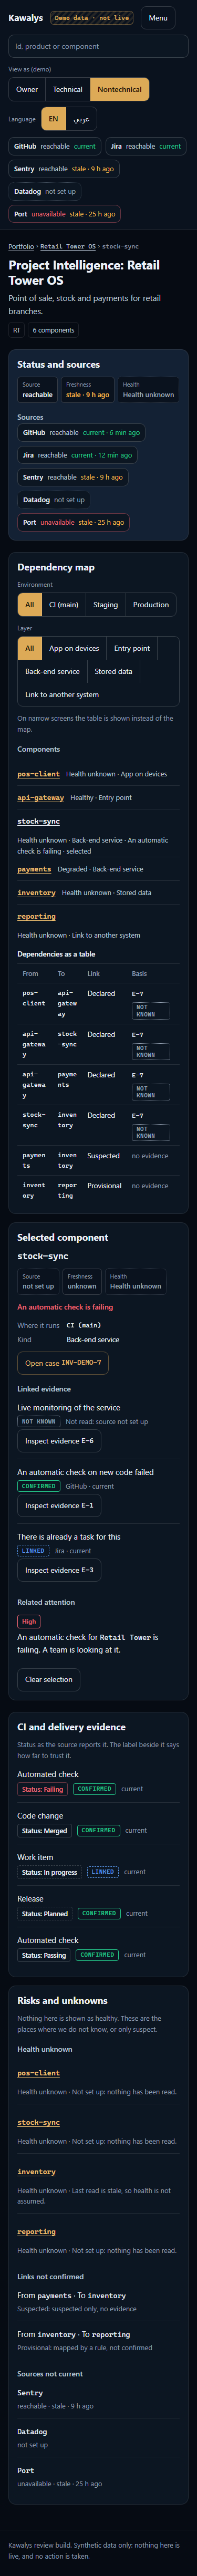 Kawalys Demo data - not live Menu
Id, product or component
View as (demo)
Owner Technical Nontechnical
Language EN عربي
GitHub reachable current Jira reachable current
Sentry reachable stale · 9 h ago
Datadog not set up
Port unavailable stale · 25 h ago
Portfolio › Retail Tower OS › stock-sync
Project Intelligence: Retail
Tower OS
Point of sale, stock and payments for retail
branches.
RT 6 components
Status and sources
Source Freshness Health
reachable stale · 9 h ago Health unknown
Sources
GitHub reachable current · 6 min ago
Jira reachable current · 12 min ago
Sentry reachable stale · 9 h ago
Datadog not set up
Port unavailable stale · 25 h ago
Dependency map
Environment
All CI (main) Staging Production
Layer
All App on devices Entry point
Back-end service Stored data
Link to another system
On narrow screens the table is shown instead of the
map.
Components
pos-client Health unknown · App on devices
api-gateway Healthy · Entry point
stock-sync
Health unknown · Back-end service · An automatic
check is failing · selected
payments Degraded · Back-end service
inventory Health unknown · Stored data
reporting
Health unknown · Link to another system
Dependencies as a table
From To Link Basis
pos- api- Declared E-7
client gatew NOT
ay KNOWN
api- stock Declared E-7
gatewa -sync NOT
y KNOWN
api- payme Declared E-7
gatewa nts NOT
y KNOWN
stock- inven Declared E-7
sync tory NOT
KNOWN
paymen inven Suspected no evidence
ts tory
invent repor Provisional no evidence
ory ting
Selected component
stock-sync
Source Freshness Health
not set up unknown Health unknown
An automatic check is failing
Where it runs CI (main)
Kind Back-end service
Open case INV-DEMO-7
Linked evidence
Live monitoring of the service
NOT KNOWN Not read: source not set up
Inspect evidence E-6
An automatic check on new code failed
CONFIRMED GitHub · current
Inspect evidence E-1
There is already a task for this
LINKED Jira · current
Inspect evidence E-3
Related attention
High
An automatic check for Retail Tower is
failing. A team is looking at it.
Clear selection
CI and delivery evidence
Status as the source reports it. The label beside it says
how far to trust it.
Automated check
Status: Failing CONFIRMED current
Code change
Status: Merged CONFIRMED current
Work item
Status: In progress LINKED current
Release
Status: Planned CONFIRMED current
Automated check
Status: Passing CONFIRMED current
Risks and unknowns
Nothing here is shown as healthy. These are the
places where we do not know, or only suspect.
Health unknown
pos-client
Health unknown · Not set up: nothing has been read.
stock-sync
Health unknown · Not set up: nothing has been read.
inventory
Health unknown · Last read is stale, so health is not
assumed.
reporting
Health unknown · Not set up: nothing has been read.
Links not confirmed
From payments · To inventory
Suspected: suspected only, no evidence
From inventory · To reporting
Provisional: mapped by a rule, not confirmed
Sources not current
Sentry
reachable · stale · 9 h ago
Datadog
not set up
Port
unavailable · stale · 25 h ago
Kawalys review build. Synthetic data only: nothing here is
live, and no action is taken.